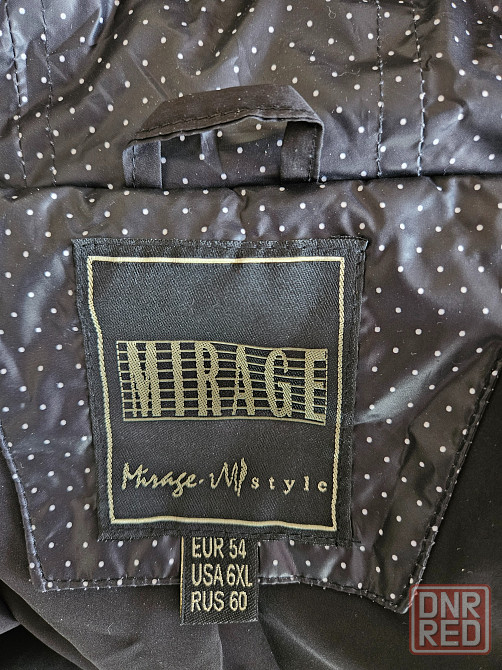 MIRAGE
Mirage-M style
EUR 54
USA 6XL
RUS 60
DNR
RED